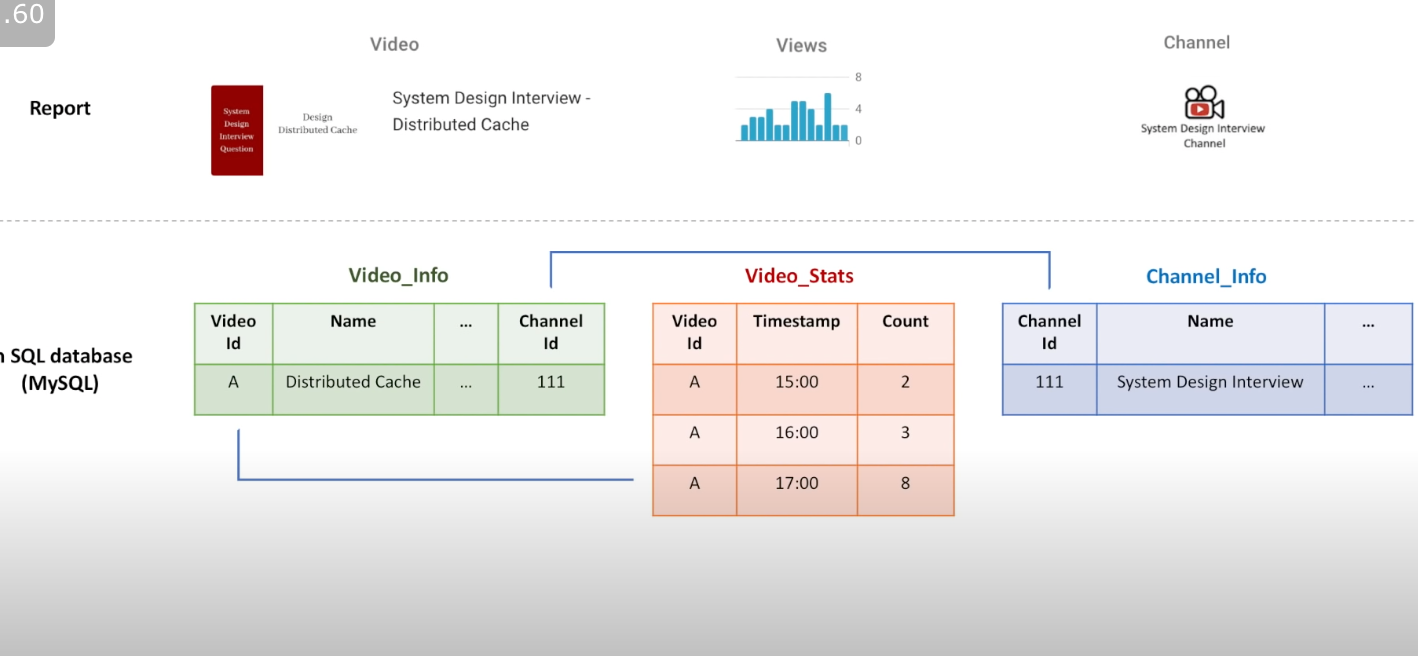 .60
Video
Views
Channel
Report
System
Design
Interview
Question
Design
Distributed Cache
System Design Interview -
Distributed Cache
8
4
0
System Design Interview
Channel
Video_Info
Video_Stats
Channel_Info
n SQL database
(MySQL)
Video Id Name ... Channel Id
A Distributed Cache ... 111
Video Id Timestamp Count
A 15:00 2
A 16:00 3
A 17:00 8
Channel Id Name ...
111 System Design Interview ...